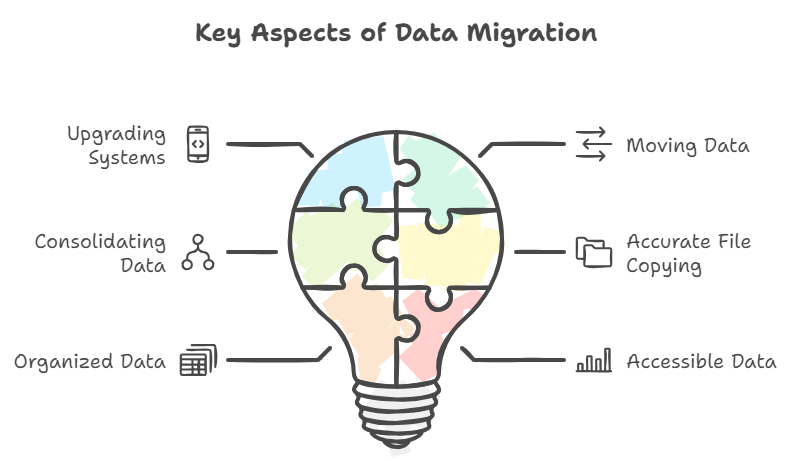 Key Aspects of Data Migration
Upgrading
Systems
Moving Data
Consolidating
Data
Accurate File
Copying
Organized Data
Accessible Data